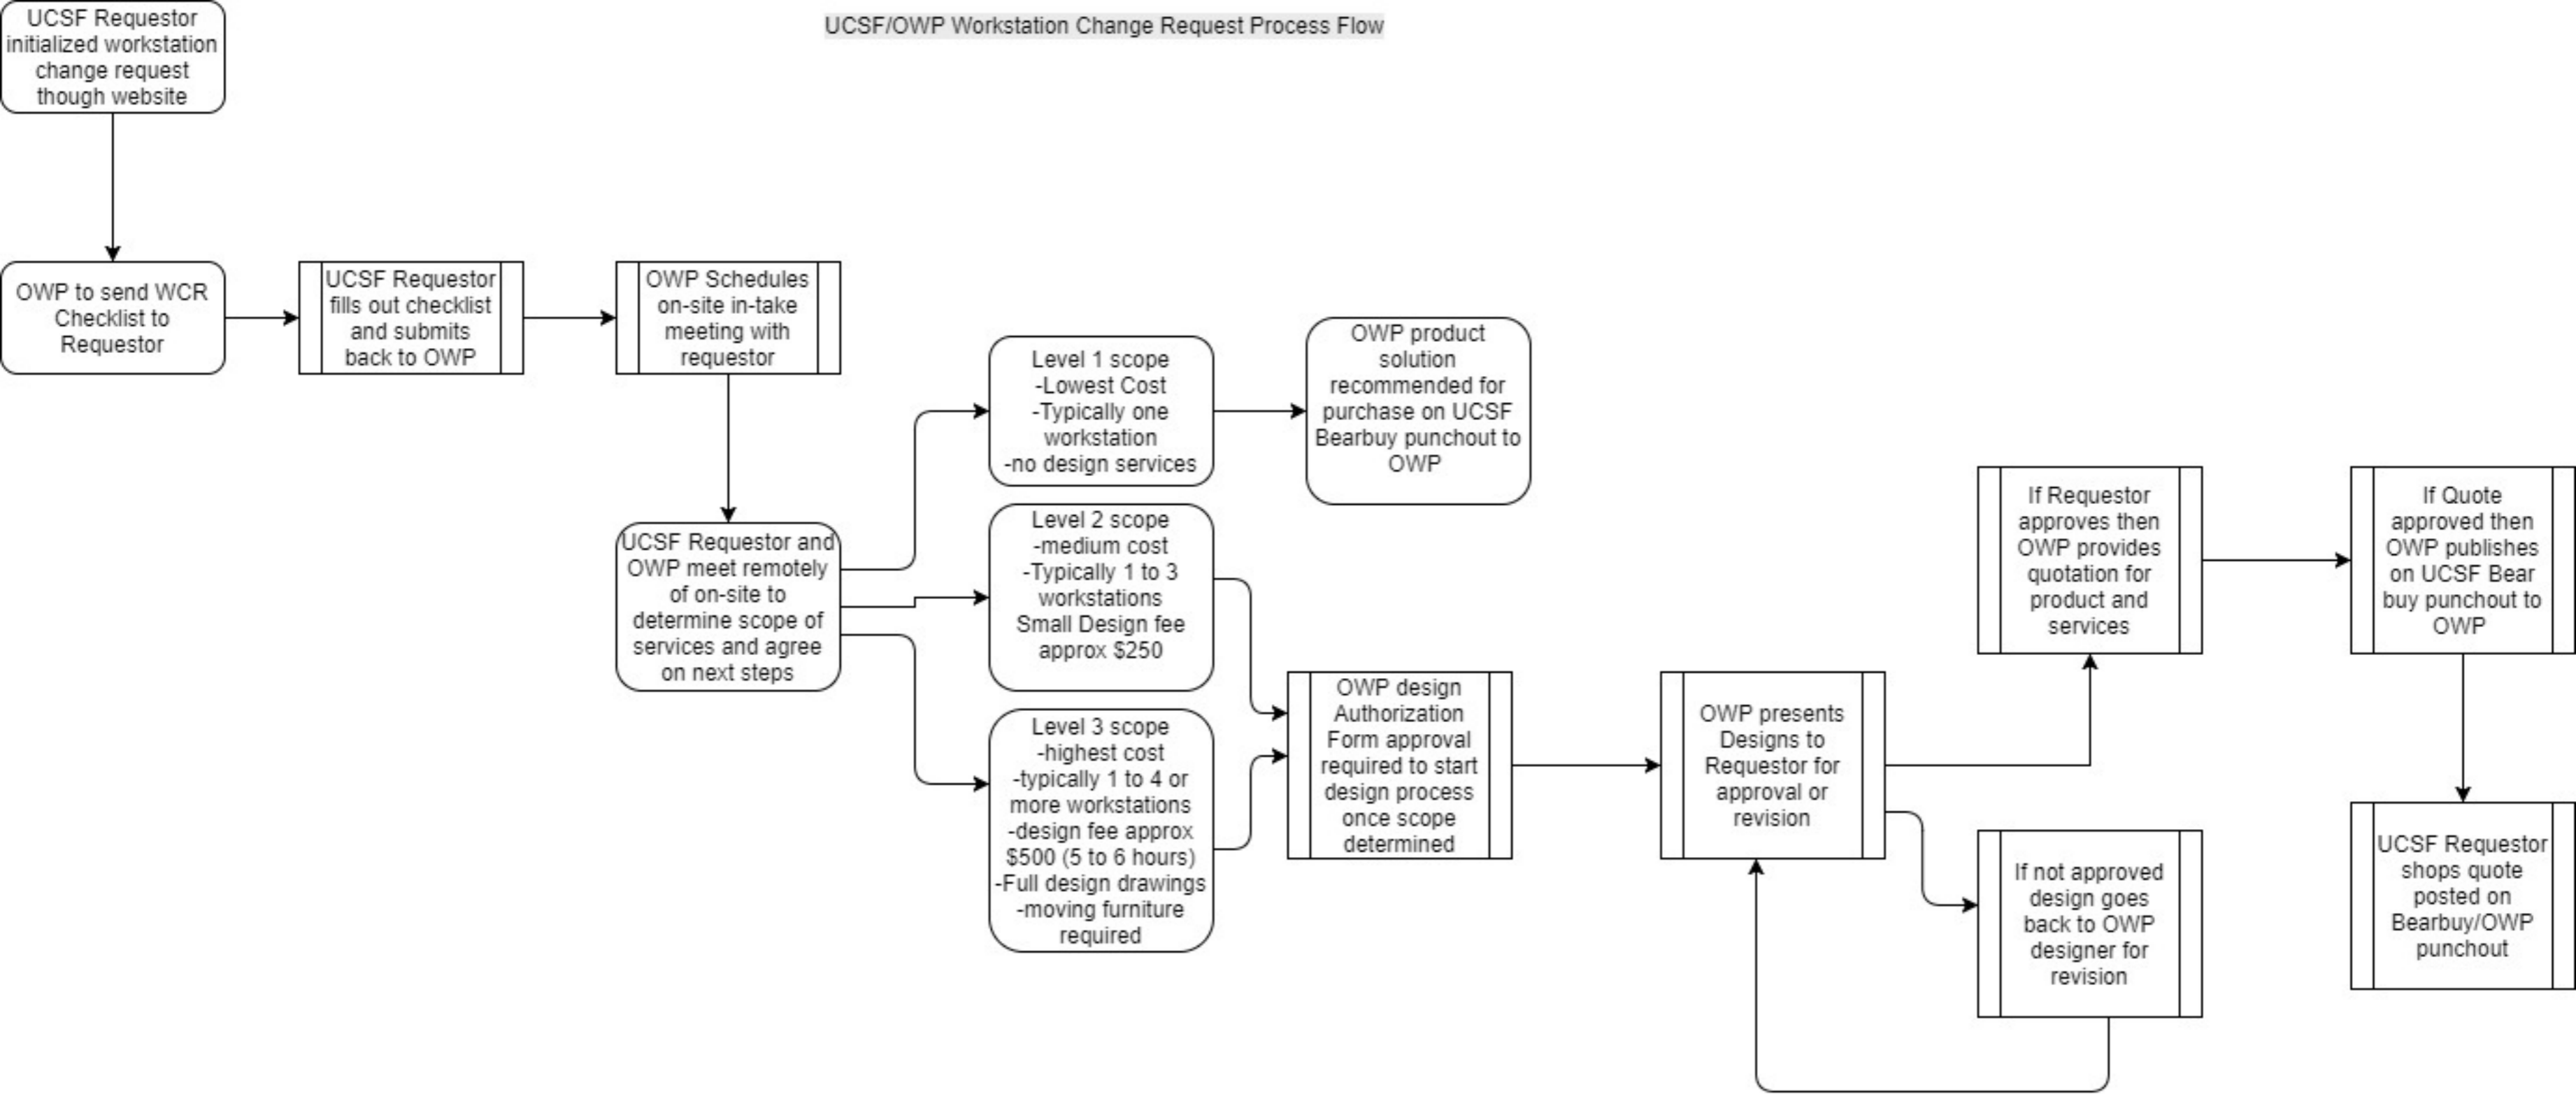 UCSF/OWP Workstation Change Request Process Flow
UCSF Requestor
initialized workstation
change request
though website
OWP to send WCR
Checklist to
Requestor
UCSF Requestor
fills out checklist
and submits
back to OWP
OWP Schedules
on-site in-take
meeting with
requestor
UCSF Requestor and
OWP meet remotely
of on-site to
determine scope of
services and agree
on next steps
Level 1 scope
-Lowest Cost
-Typically one
workstation
-no design services
OWP product
solution
recommended for
purchase on UCSF
Bearbuy punchout to
OWP
Level 2 scope
-medium cost
-Typically 1 to 3
workstations
Small Design fee
approx $250
Level 3 scope
-highest cost
-typically 1 to 4 or
more workstations
-design fee approx
$500 (5 to 6 hours)
-Full design drawings
-moving furniture
required
OWP design
Authorization
Form approval
required to start
design process
once scope
determined
OWP presents
Designs to
Requestor for
approval or
revision
If Requestor
approves then
OWP provides
quotation for
product and
services
If not approved
design goes
back to OWP
designer for
revision
If Quote
approved then
OWP publishes
on UCSF Bear
buy punchout to
OWP
UCSF Requestor
shops quote
posted on
Bearbuy/OWP
punchout